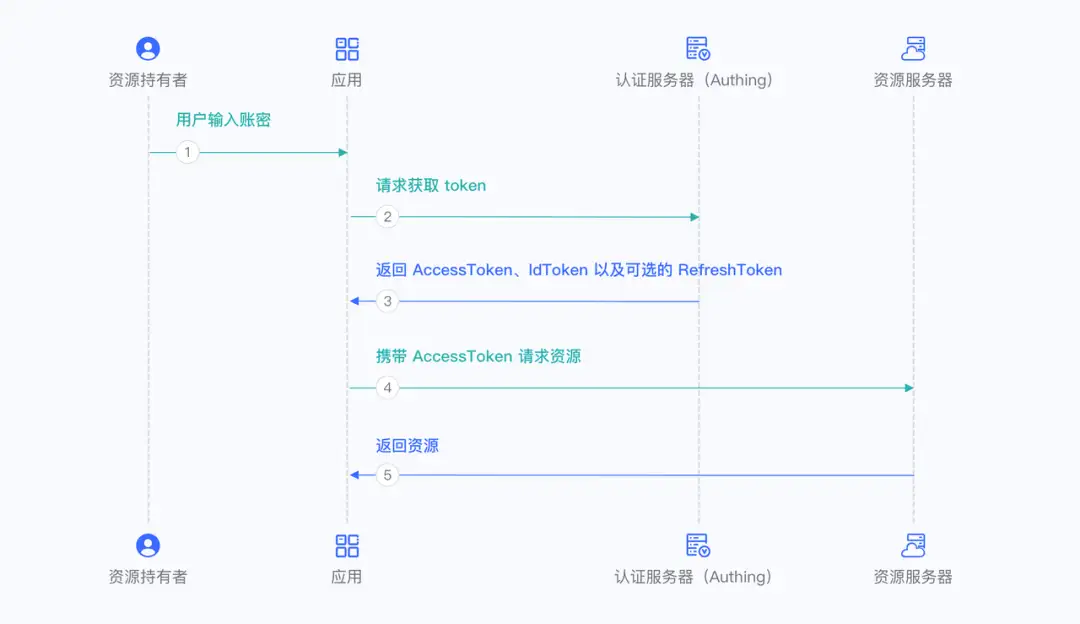 资源持有者
应用
认证服务器（Authing）
资源服务器
用户输入账密
1
请求获取 token
2
返回 AccessToken、IdToken 以及可选的 RefreshToken
3
携带 AccessToken 请求资源
4
返回资源
5
资源持有者
应用
认证服务器（Authing）
资源服务器